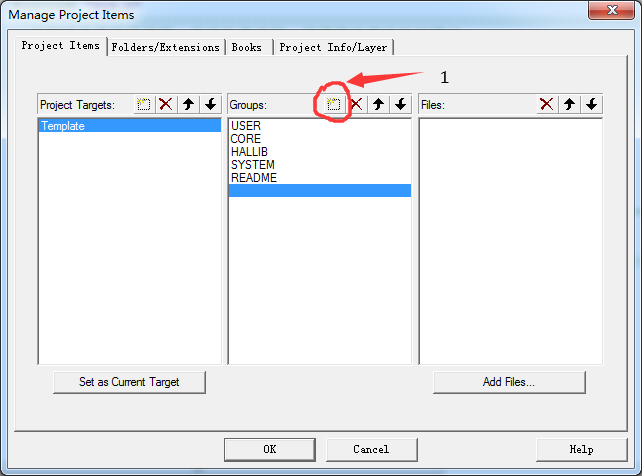 Manage Project Items
Project Items Folders/Extensions Books Project Info/Layer
1
Project Targets: Groups: Files:
Template
USER
CORE
HALLIB
SYSTEM
README
Set as Current Target Add Files...
OK Cancel Help